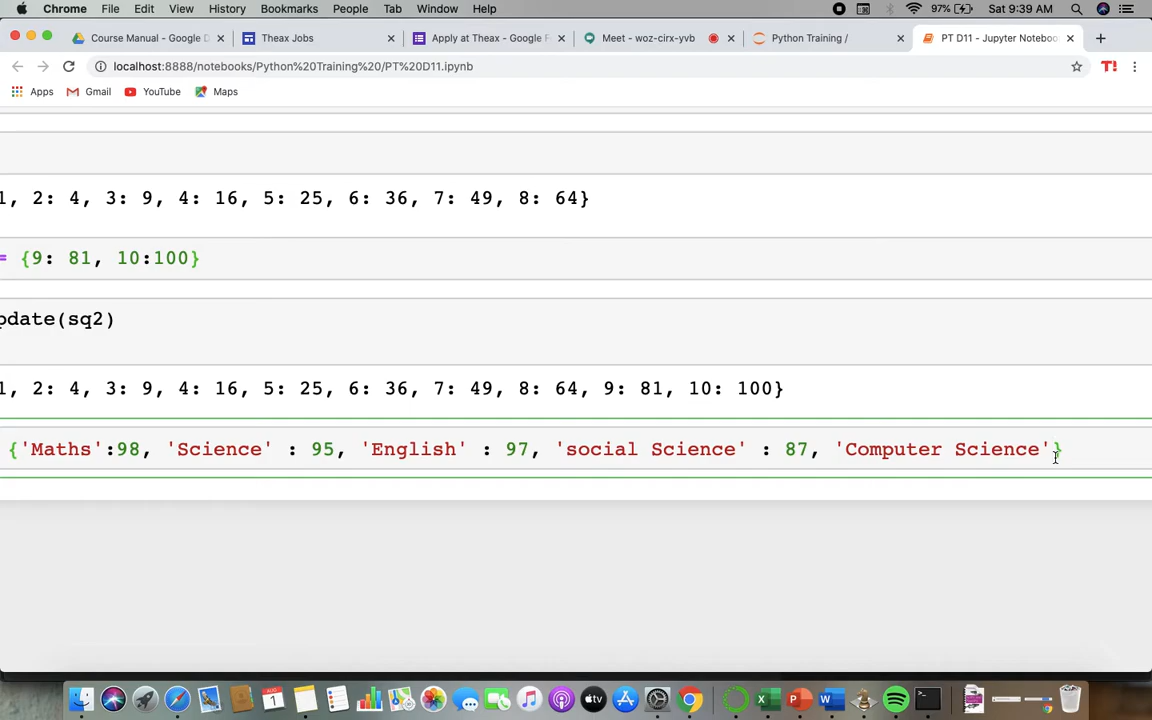 Chrome File Edit View History Bookmarks People Tab Window Help 97% Sat 9:39 AM
Course Manual - Google D Theax Jobs Apply at Theax - Google F Meet - woz-cirx-yvb Python Training / PT D11 - Jupyter Noteboo
localhost:8888/notebooks/Python%20Training%20/PT%20D11.ipynb T!
Apps Gmail YouTube Maps
1, 2: 4, 3: 9, 4: 16, 5: 25, 6: 36, 7: 49, 8: 64}
= {9: 81, 10:100}
pdate(sq2)
1, 2: 4, 3: 9, 4: 16, 5: 25, 6: 36, 7: 49, 8: 64, 9: 81, 10: 100}
{'Maths':98, 'Science' : 95, 'English' : 97, 'social Science' : 87, 'Computer Science'}
AUG
1
tv
X P W